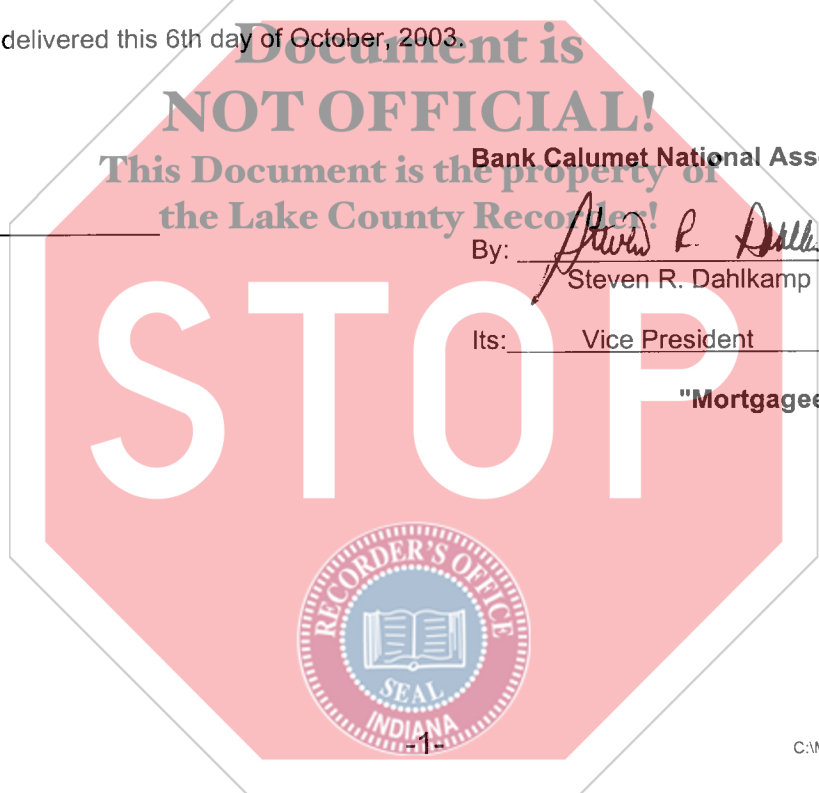 delivered this 6th day of October, 2003.
Document is
NOT OFFICIAL!
This Document is the property of
the Lake County Recorder!
Bank Calumet National Ass
By:
Steven R. Dahlkamp
Its: Vice President
"Mortgagee
STOP
RECORDER'S OFFICE
SEAL
INDIANA
-1-
C:\